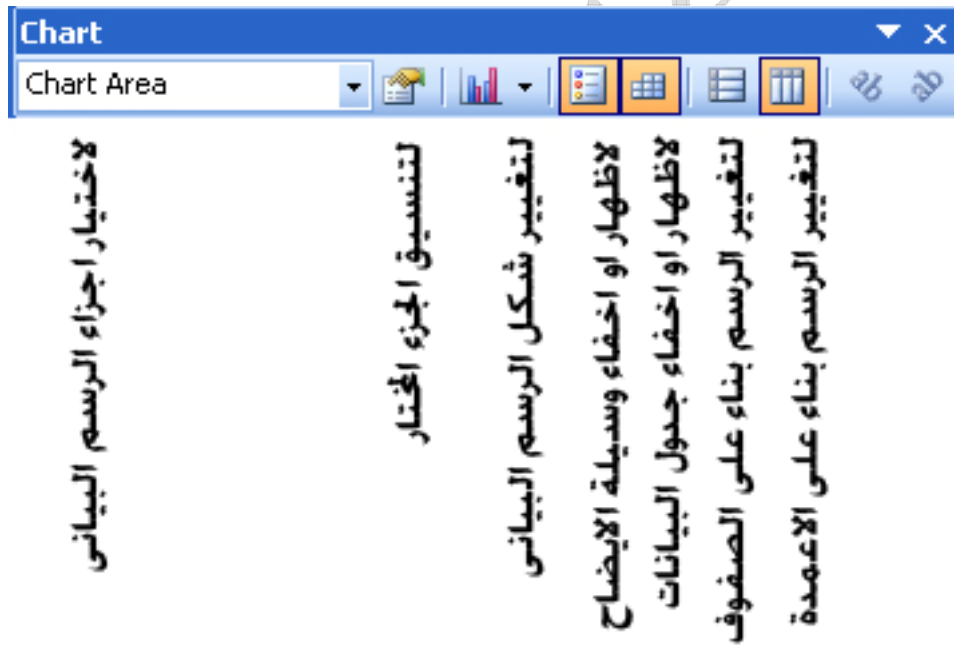 Chart
Chart Area
لاختيار اجزاء الرسم البيانى
لتنسيق الجزء المختار
لتغيير شكل الرسم البيانى
لاظهار او اخفاء وسيلة الايضاح
لاظهار او اخفاء جدول البيانات
لتغيير الرسم بناء على الصفوف
لتغيير الرسم بناء على الاعمدة